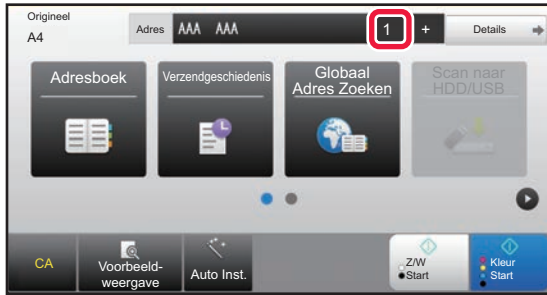 Origineel
A4
Adres AAA AAA 1 + Details
Adresboek
Verzendgeschiedenis
Globaal
Adres Zoeken
Scan naar
HDD/USB
CA
Voorbeeld-
weergave
Auto Inst.
Z/W
Start
Kleur
Start